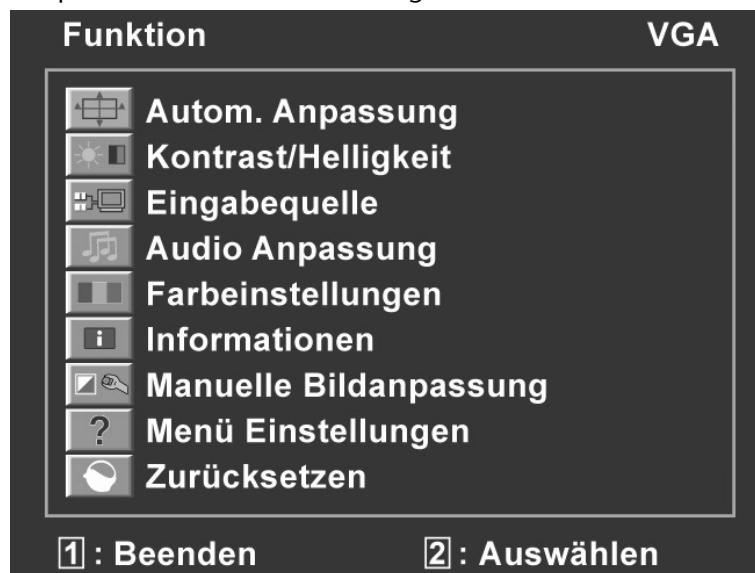 Funktion VGA
Autom. Anpassung
Kontrast/Helligkeit
Eingabequelle
Audio Anpassung
Farbeinstellungen
i Informationen
Manuelle Bildanpassung
? Menü Einstellungen
Zurücksetzen
1 : Beenden 2 : Auswählen